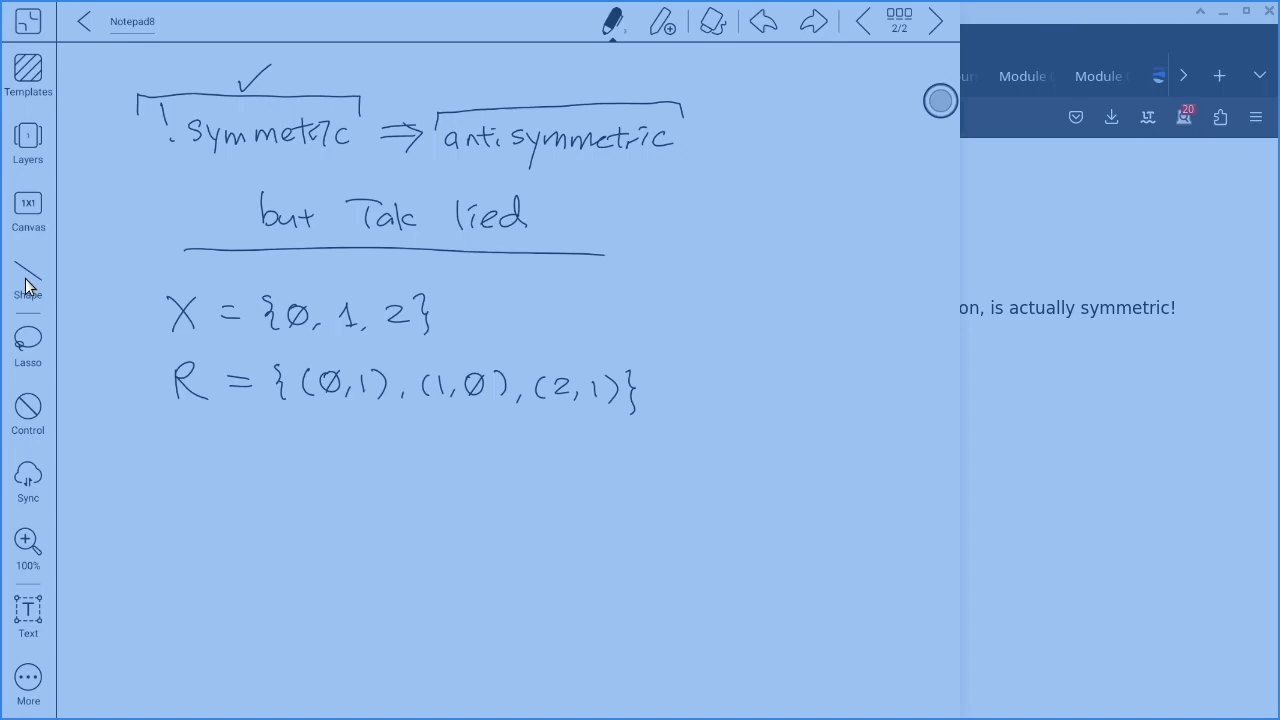 Notepad8
2/2
Templates
Layers
1X1
Canvas
Shape
Lasso
Control
Sync
100%
T
Text
More
! symmetric ⇒ antisymmetric
but Tak lied
X = {0, 1, 2}
R = {(0,1), (1,0), (2,1)}
Module
Module
20
on, is actually symmetric!